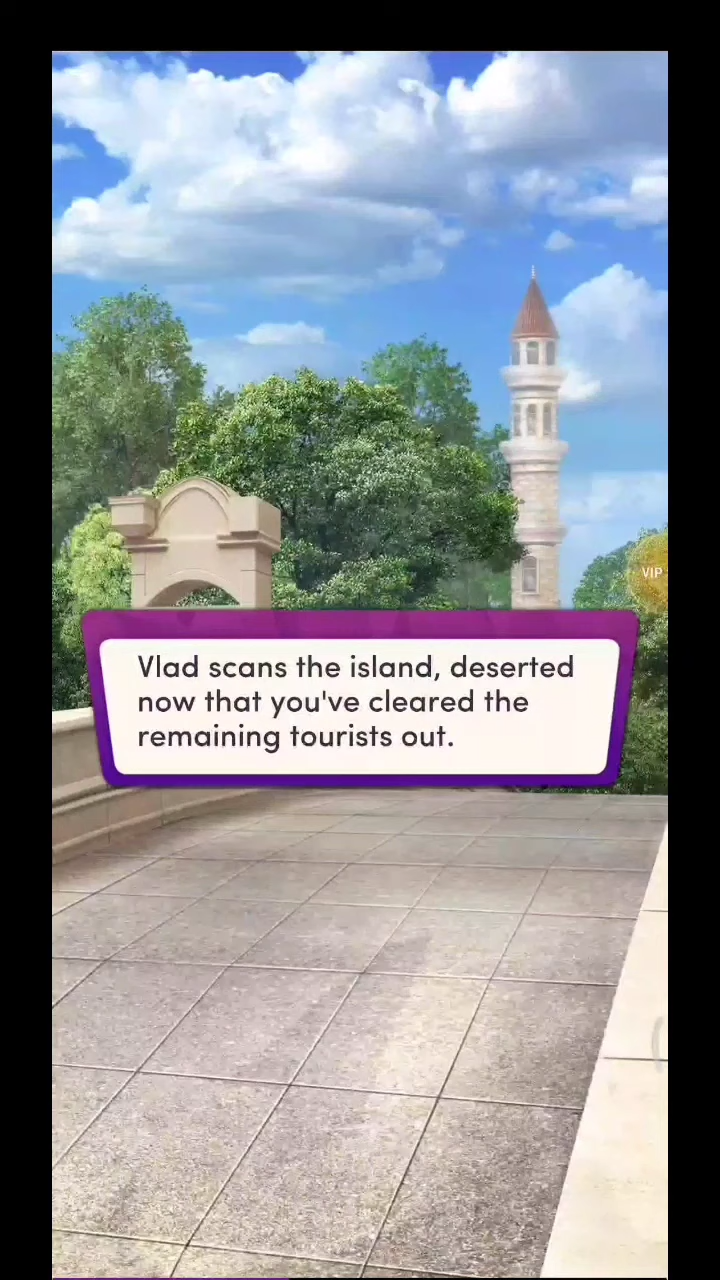 VIP
Vlad scans the island, deserted
now that you've cleared the
remaining tourists out.